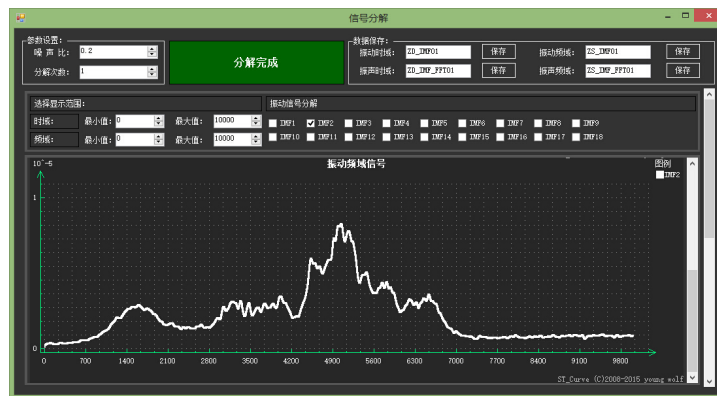 信号分解
参数设置:
噪 声 比: 0.2
分解次数: 1
分解完成
数据保存:
振动时域: ZD_IMF01 保存 振动频域: ZS_IMF01 保存
振声时域: ZD_IMF_FFT01 保存 振声频域: ZS_IMF_FFT01 保存
选择显示范围:
振动信号分解
时域: 最小值: 0 最大值: 10000
IMF1 IMF2 IMF3 IMF4 IMF5 IMF6 IMF7 IMF8 IMF9
频域: 最小值: 0 最大值: 10000
IMF10 IMF11 IMF12 IMF13 IMF14 IMF15 IMF16 IMF17 IMF18
10^-6
振动频域信号
图例
IMF2
1
0
0 700 1400 2100 2800 3500 4200 4900 5600 6300 7000 7700 8400 9100 9800
ST_Curve (C)2008-2015 young wolf